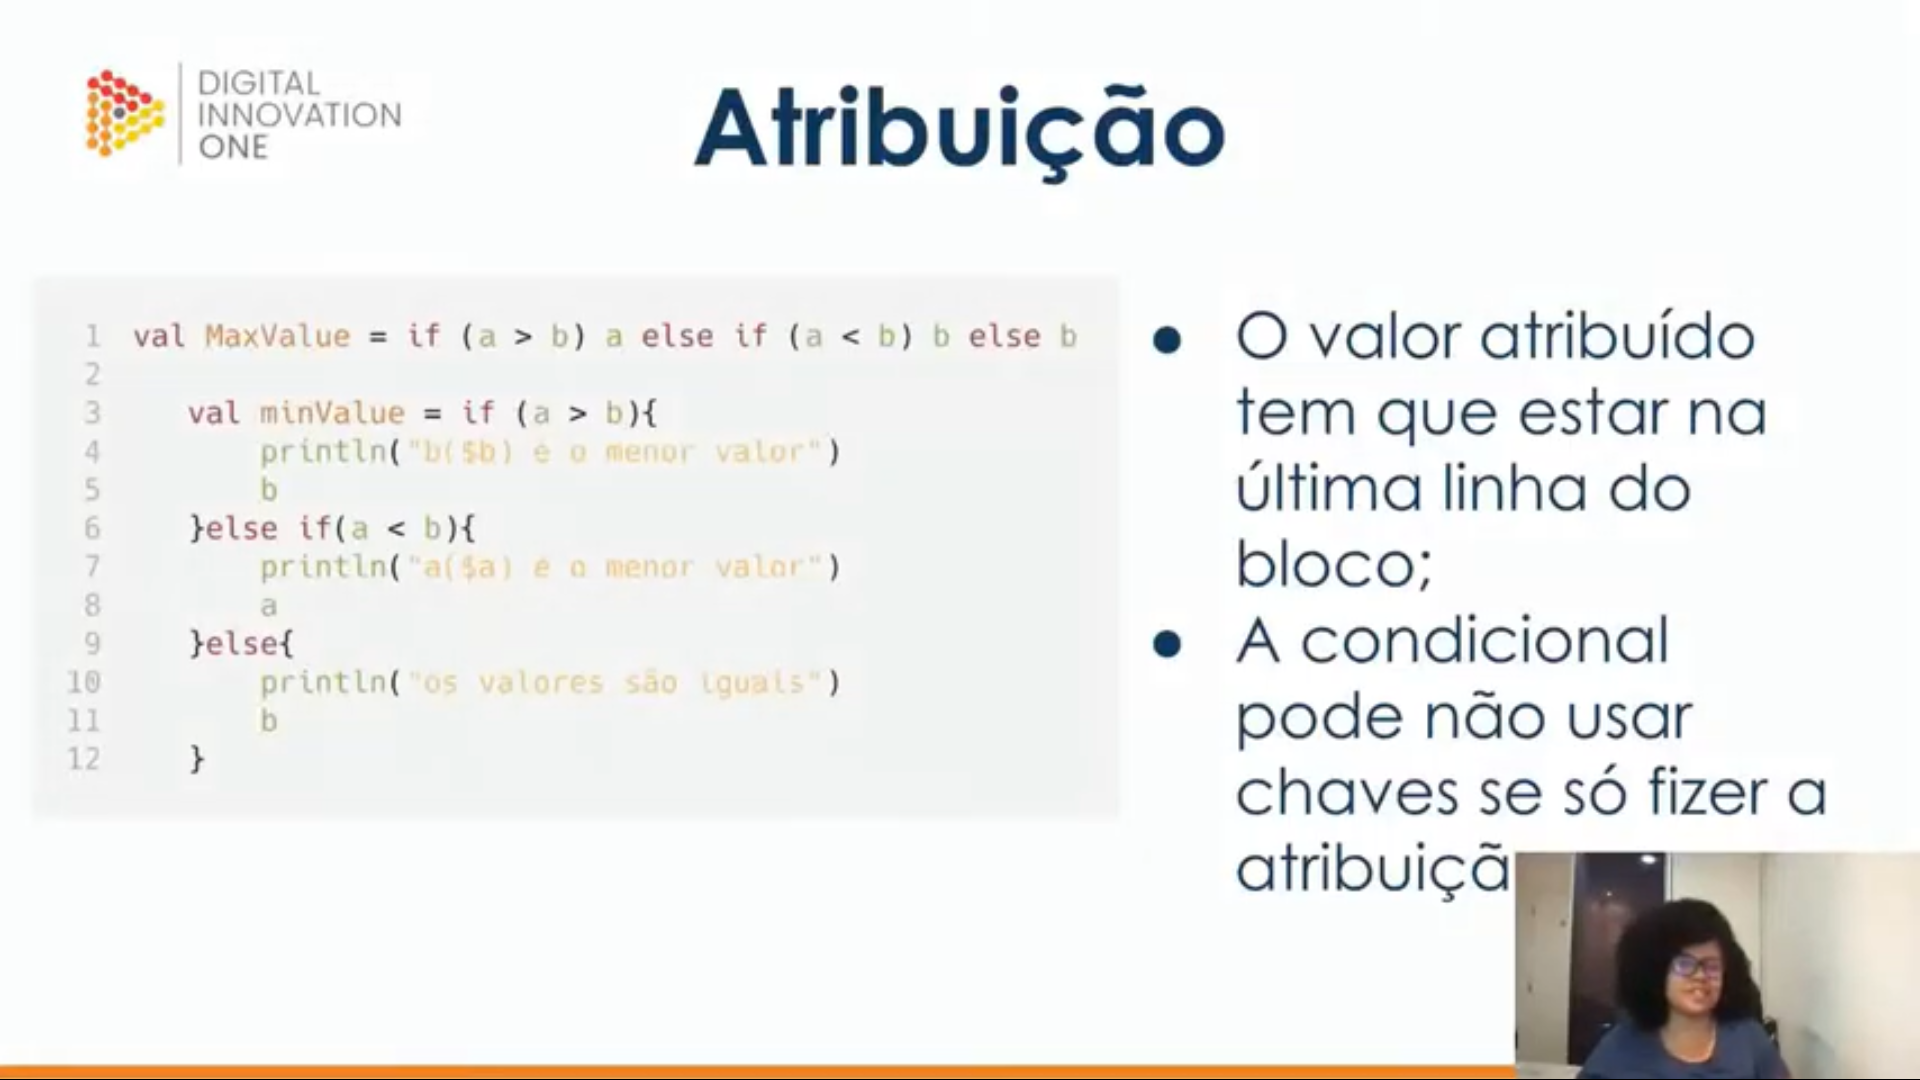 DIGITAL
INNOVATION
ONE
Atribuição
1 val MaxValue = if (a > b) a else if (a < b) b else b
2
3 val minValue = if (a > b){
4 println("b($b) é o menor valor")
5 b
6 }else if(a < b){
7 println("a($a) é o menor valor")
8 a
9 }else{
10 println("os valores são iguais")
11 b
12 }
● O valor atribuído
tem que estar na
última linha do
bloco;
● A condicional
pode não usar
chaves se só fizer a
atribuiçã